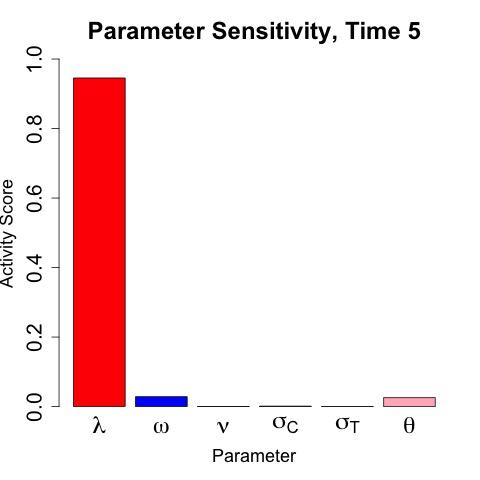 Parameter Sensitivity, Time 5
Activity Score
1.0
0.8
0.6
0.4
0.2
0.0
λ ω ν σC σT θ
Parameter